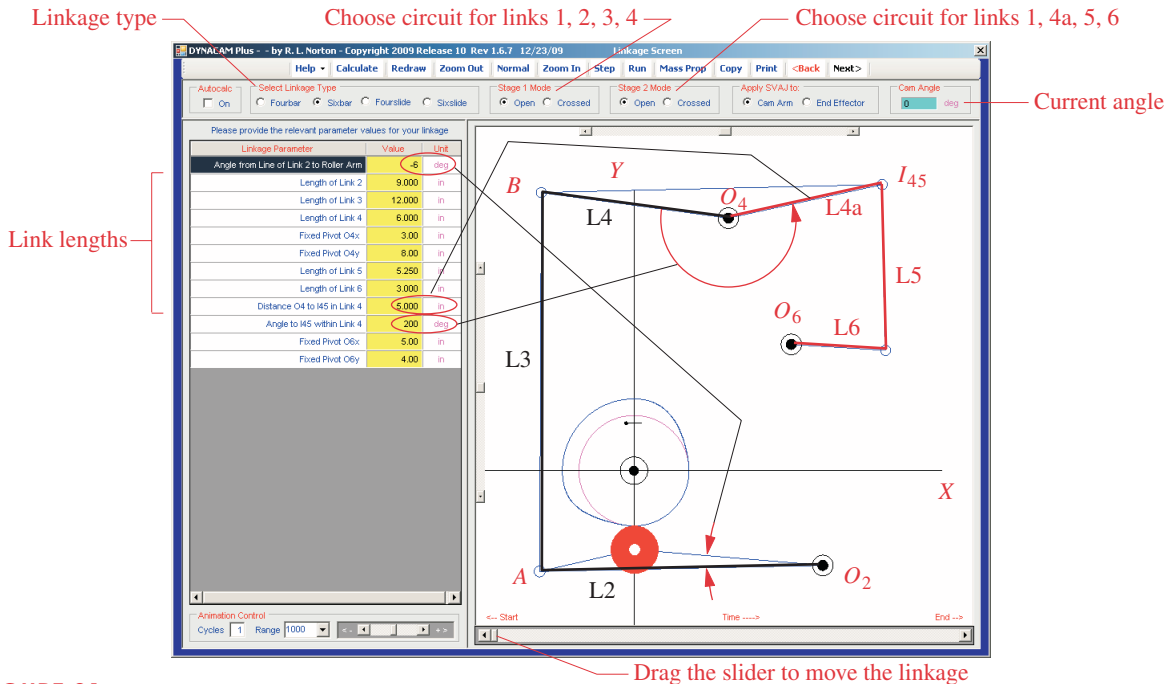 Linkage type
Choose circuit for links 1, 2, 3, 4
Choose circuit for links 1, 4a, 5, 6
DYNACAM Plus - - by R. L. Norton - Copyright 2009 Release 10 Rev 1.6.7 12/23/09 Linkage Screen
Help Calculate Redraw Zoom Out Normal Zoom In Step Run Mass Prop Copy Print <Back Next>
Autocalc Select Linkage Type Stage 1 Mode Stage 2 Mode Apply SVAJ to: Cam Angle
On Fourbar Sixbar Fourslide Sixslide Open Crossed Open Crossed Cam Arm End Effector 0 deg
Current angle
Please provide the relevant parameter values for your linkage
Linkage Parameter Value Unit
Angle from Line of Link 2 to Roller Arm -6 deg
Length of Link 2 9.000 in
Length of Link 3 12.000 in
Length of Link 4 6.000 in
Fixed Pivot O4x 3.00 in
Fixed Pivot O4y 8.00 in
Length of Link 5 5.250 in
Length of Link 6 3.000 in
Distance O4 to I45 in Link 4 5.000 in
Angle to I45 within Link 4 200 deg
Fixed Pivot O6x 5.00 in
Fixed Pivot O6y 4.00 in
Link lengths
B
Y
O4
I45
L4
L4a
L5
O6
L6
L3
X
A
L2
O2
<-- Start Time ----> End -->
Animation Control
Cycles 1 Range 1000 < - + >
Drag the slider to move the linkage